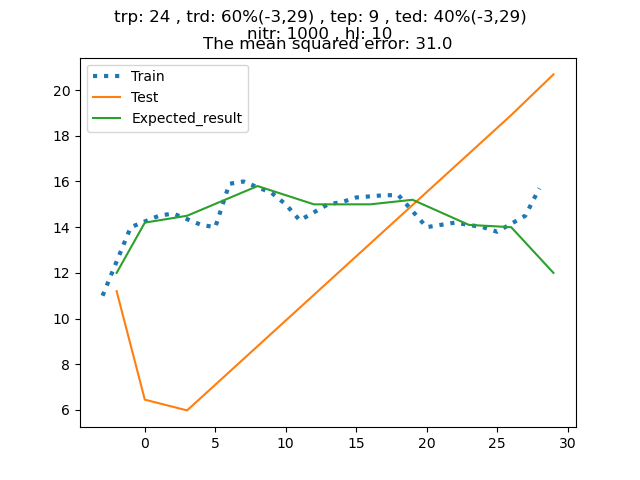 trp: 24 , trd: 60%(-3,29) , tep: 9 , ted: 40%(-3,29)
nitr: 1000 , hl: 10
The mean squared error: 31.0
Train
Test
Expected_result
20
18
16
14
12
10
8
6
0 5 10 15 20 25 30